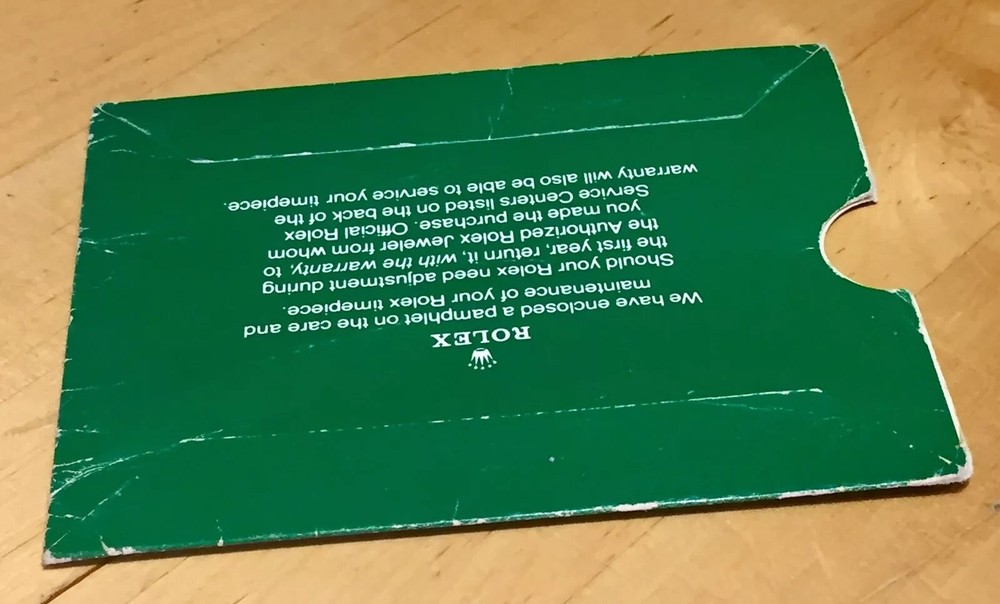 ROLEX
We have enclosed a pamphlet on the care and
maintenance of your Rolex timepiece.
Should your Rolex need adjustment during
the first year, return it, with the warranty, to
the Authorized Rolex Jeweler from whom
you made the purchase. Official Rolex
Service Centers listed on the back of the
warranty will also be able to service your timepiece.